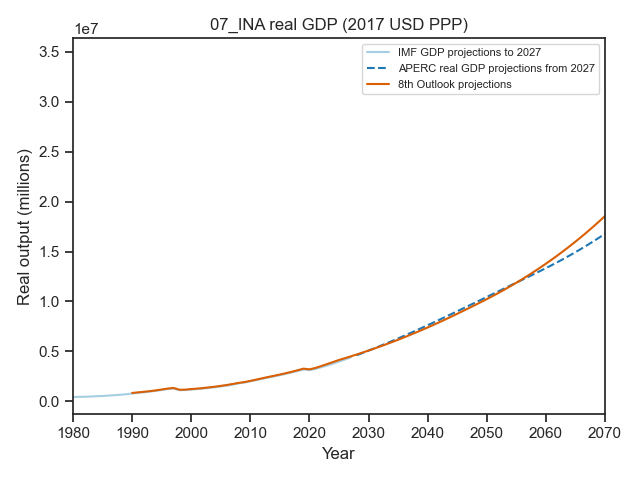 07_INA real GDP (2017 USD PPP)
1e7
IMF GDP projections to 2027
APERC real GDP projections from 2027
8th Outlook projections
Real output (millions)
3.5
3.0
2.5
2.0
1.5
1.0
0.5
0.0
1980 1990 2000 2010 2020 2030 2040 2050 2060 2070
Year